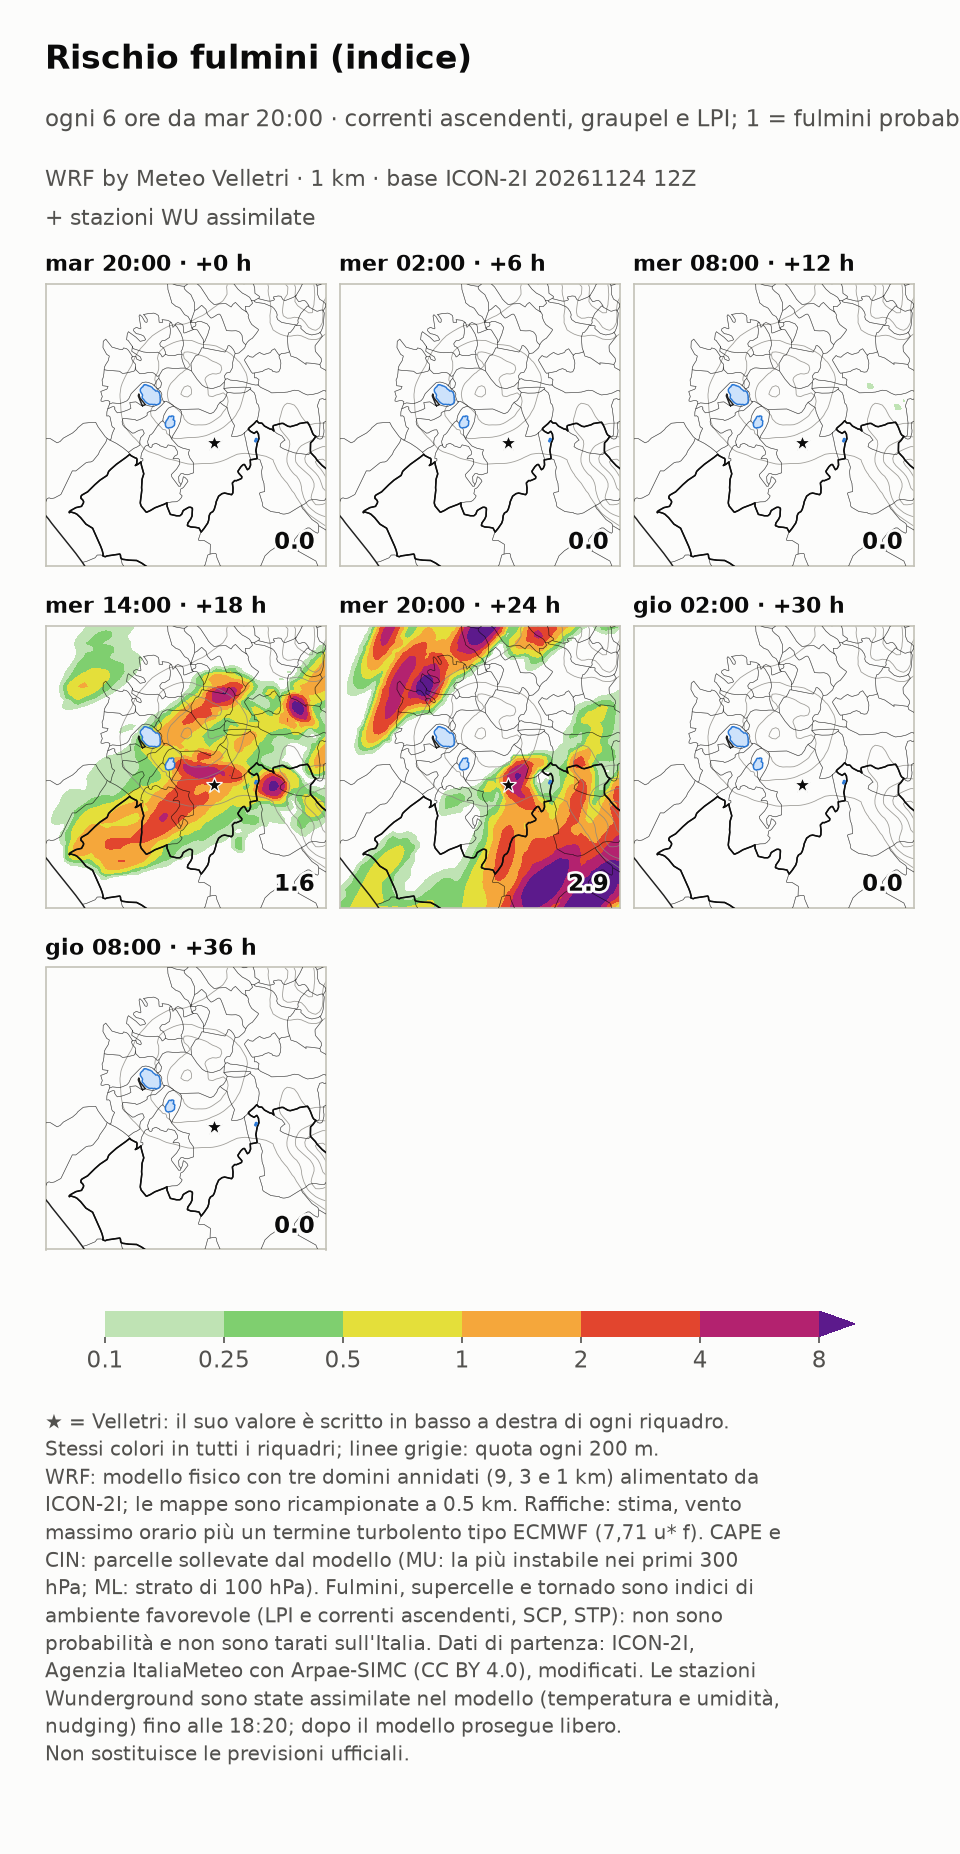 Rischio fulmini (indice)
ogni 6 ore da mar 20:00 · correnti ascendenti, graupel e LPI; 1 = fulmini probab
WRF by Meteo Velletri · 1 km · base ICON-2I 20261124 12Z
+ stazioni WU assimilate
mar 20:00 · +0 h
mer 02:00 · +6 h
mer 08:00 · +12 h
0.0
0.0
0.0
mer 14:00 · +18 h
mer 20:00 · +24 h
gio 02:00 · +30 h
1.6
2.9
0.0
gio 08:00 · +36 h
0.0
0.1
0.25
0.5
1
2
4
8
★ = Velletri: il suo valore è scritto in basso a destra di ogni riquadro.
Stessi colori in tutti i riquadri; linee grigie: quota ogni 200 m.
WRF: modello fisico con tre domini annidati (9, 3 e 1 km) alimentato da
ICON-2I; le mappe sono ricampionate a 0.5 km. Raffiche: stima, vento
massimo orario più un termine turbolento tipo ECMWF (7,71 u* f). CAPE e
CIN: parcelle sollevate dal modello (MU: la più instabile nei primi 300
hPa; ML: strato di 100 hPa). Fulmini, supercelle e tornado sono indici di
ambiente favorevole (LPI e correnti ascendenti, SCP, STP): non sono
probabilità e non sono tarati sull'Italia. Dati di partenza: ICON-2I,
Agenzia ItaliaMeteo con Arpae-SIMC (CC BY 4.0), modificati. Le stazioni
Wunderground sono state assimilate nel modello (temperatura e umidità,
nudging) fino alle 18:20; dopo il modello prosegue libero.
Non sostituisce le previsioni ufficiali.